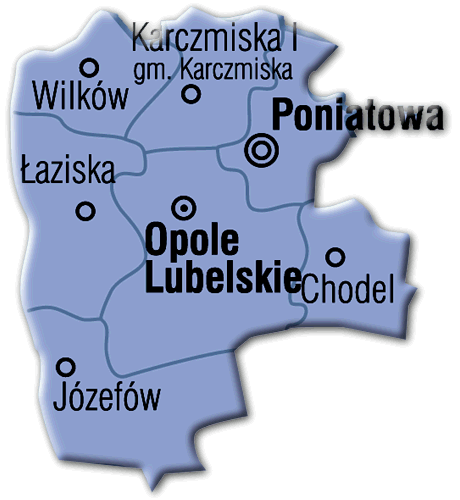 Karczmiska I
gm. Karczmiska
Wilków
Poniatowa
Łaziska
Opole
Lubelskie
Chodel
Józefów